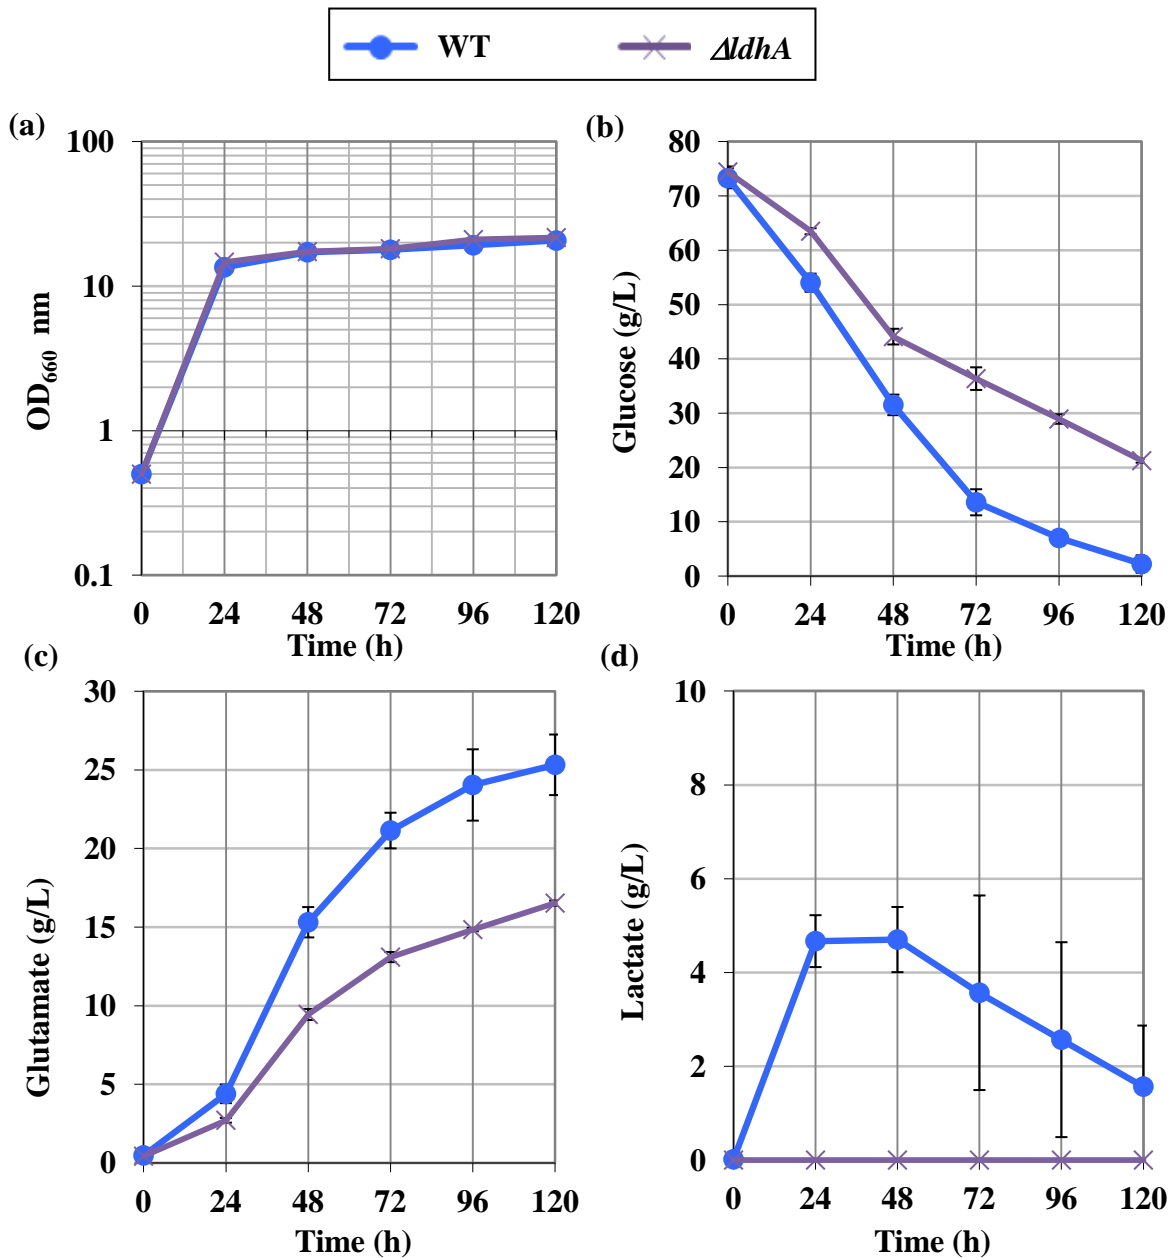 WT ΔldhA
(a)
100
10
1
0.1
OD660 nm
0 24 48 72 96 120
Time (h)
(b)
80
70
60
50
40
30
20
10
0
Glucose (g/L)
0 24 48 72 96 120
Time (h)
(c)
30
25
20
15
10
5
0
Glutamate (g/L)
0 24 48 72 96 120
Time (h)
(d)
10
8
6
4
2
0
Lactate (g/L)
0 24 48 72 96 120
Time (h)